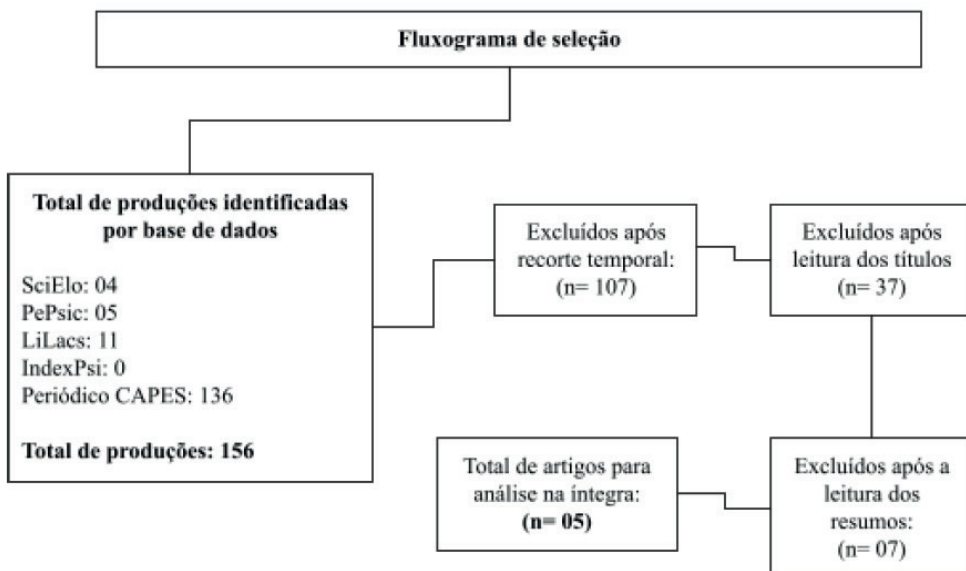 Fluxograma de seleção
Total de produções identificadas
por base de dados
SciElo: 04
PePsic: 05
LiLacs: 11
IndexPsi: 0
Periódico CAPES: 136
Total de produções: 156
Excluídos após
recorte temporal:
(n= 107)
Excluídos após
leitura dos títulos
(n= 37)
Excluídos após a
leitura dos
resumos:
(n= 07)
Total de artigos para
análise na íntegra:
(n= 05)